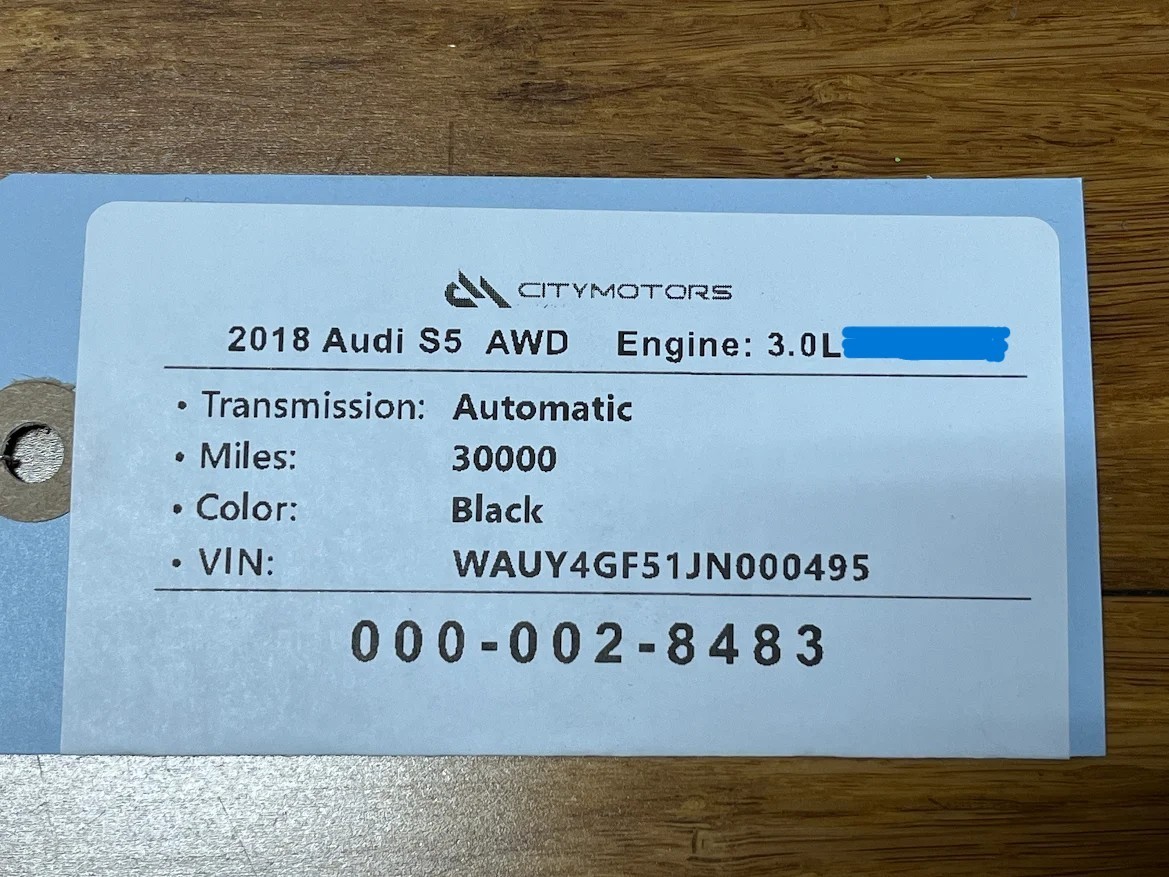 CITYMOTORS
2018 Audi S5 AWD Engine: 3.0L
• Transmission: Automatic
• Miles: 30000
• Color: Black
• VIN: WAUY4GF51JN000495
000-002-8483